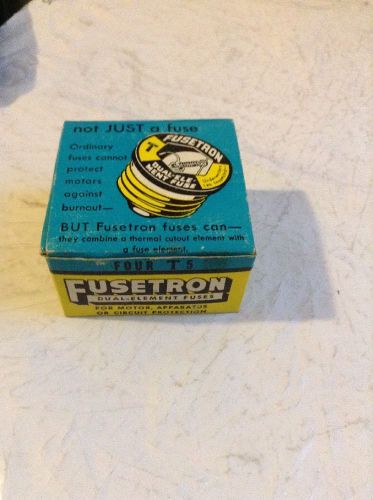 not JUST a fuse
Ordinary
fuses cannot
protect
motors
against
burnout—
FUSETRON
T
DUAL-ELE-
MENT FUSE
BUT Fusetron fuses can—
they combine a thermal cutout element with
a fuse element.
FOUR T 5
FUSETRON
DUAL-ELEMENT FUSES
FOR MOTOR, APPARATUS
OR CIRCUIT PROTECTION